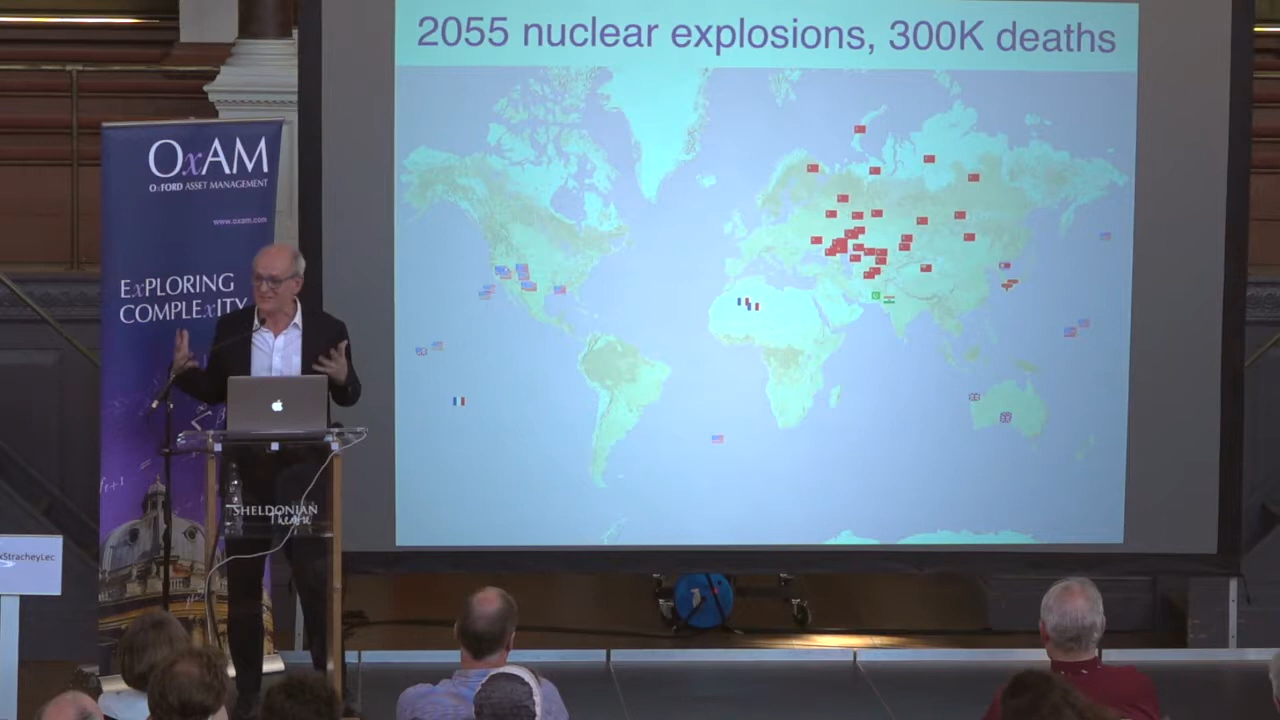 2055 nuclear explosions, 300K deaths
OxAM
OxFORD ASSET MANAGEMENT
www.oxam.com
ExPLORING
COMPLExITY
SHELDONIAN
Theatre
xStracheyLec